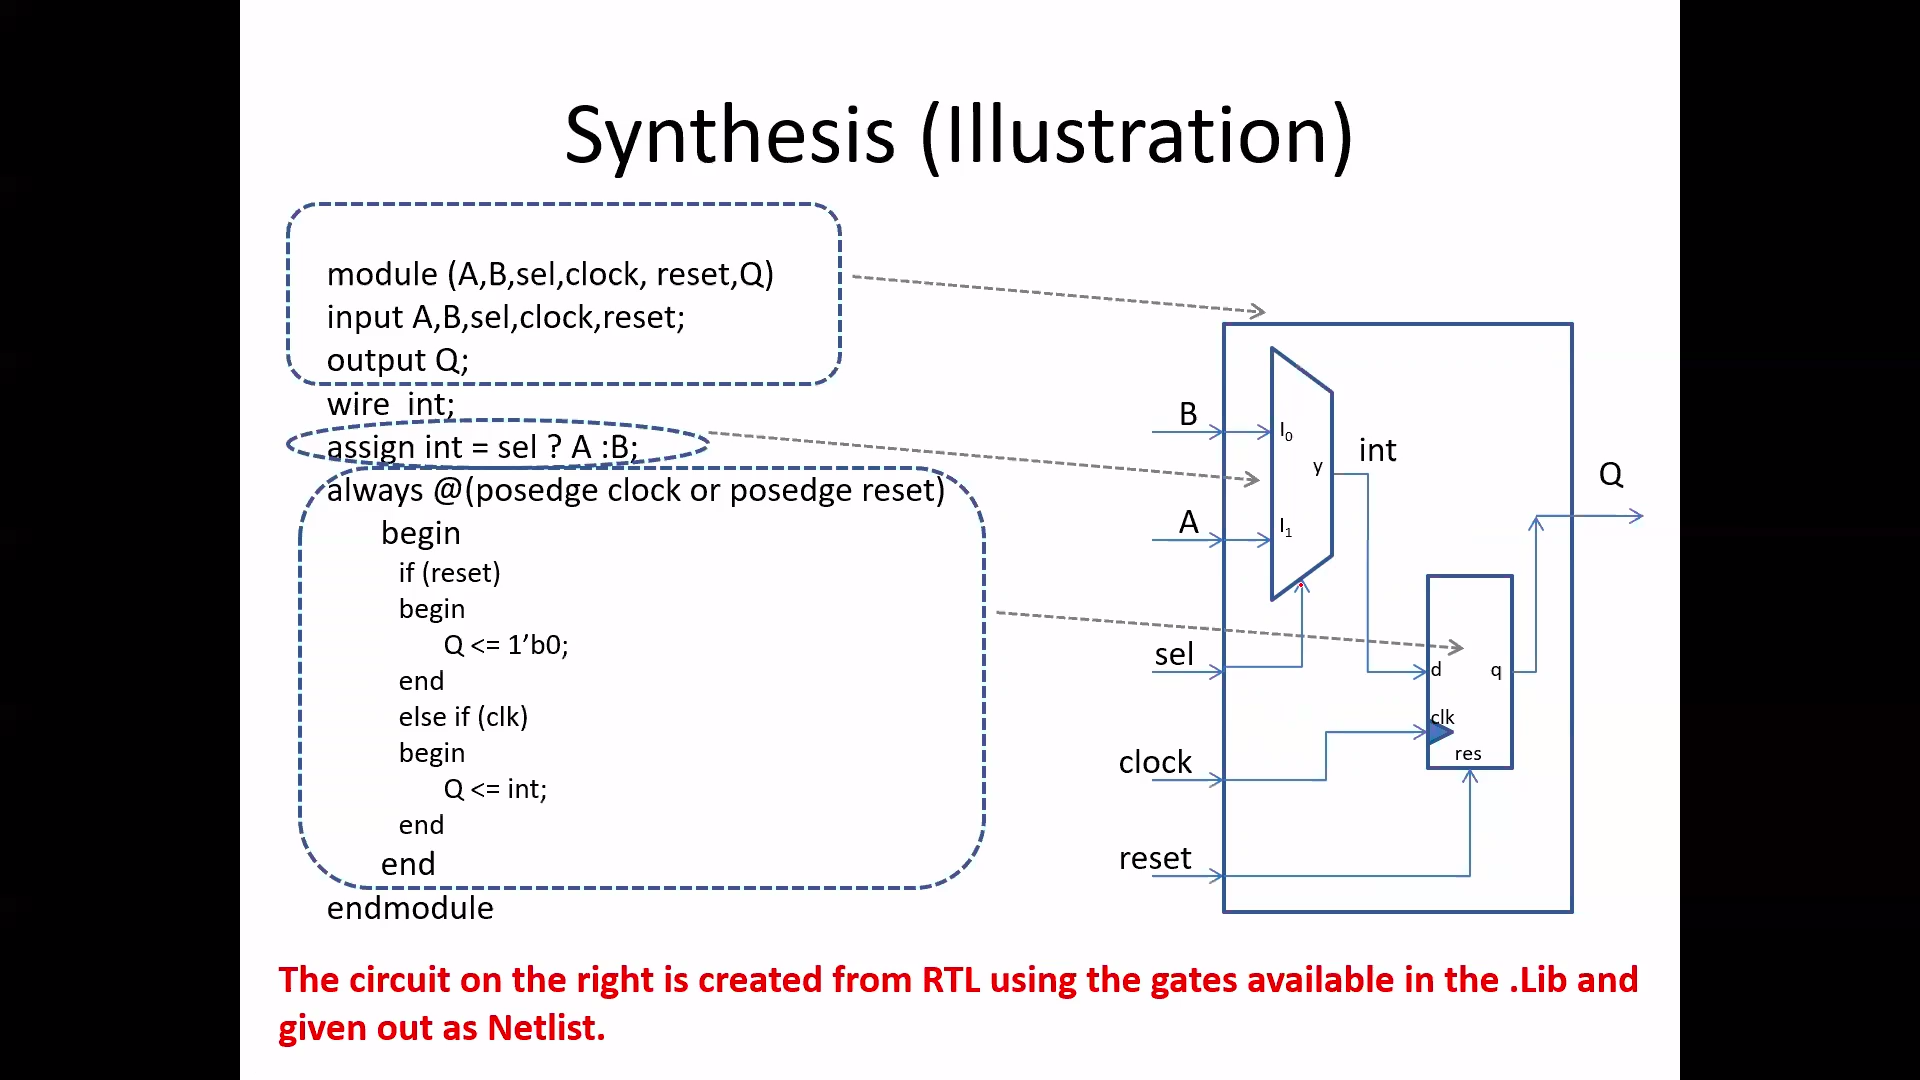 Synthesis (Illustration)
module (A,B,sel,clock, reset,Q)
input A,B,sel,clock,reset;
output Q;
wire  int;
assign int = sel ? A :B;
always @(posedge clock or posedge reset)
begin
if (reset)
begin
Q <= 1’b0;
end
else if (clk)
begin
Q <= int;
end
end
endmodule
B
I0
y
int
Q
A
I1
sel
d
q
clk
res
clock
reset
The circuit on the right is created from RTL using the gates available in the .Lib and
given out as Netlist.